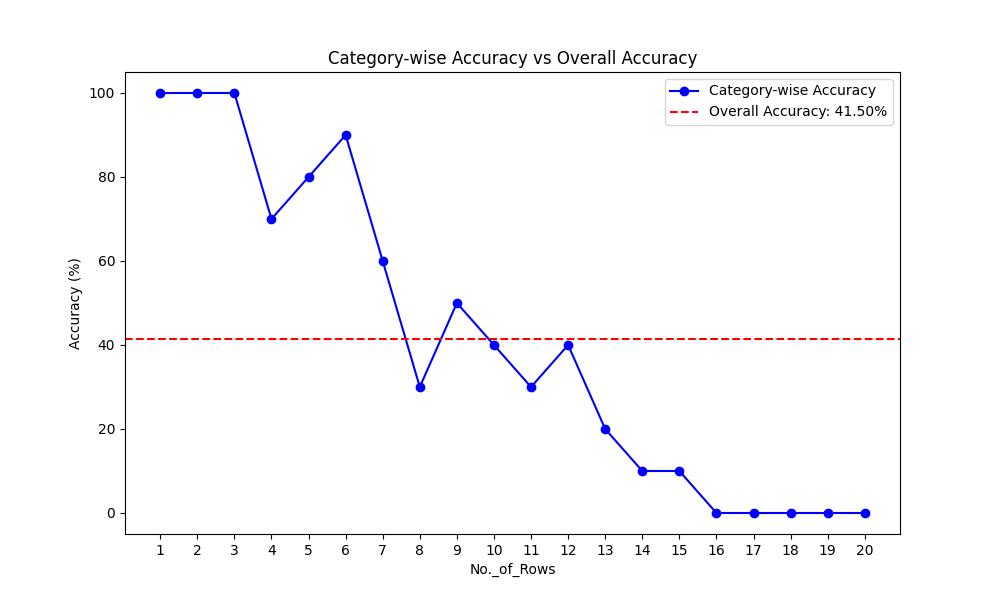 Category-wise Accuracy vs Overall Accuracy
Category-wise Accuracy
Overall Accuracy: 41.50%
Accuracy (%)
100
80
60
40
20
0
1 2 3 4 5 6 7 8 9 10 11 12 13 14 15 16 17 18 19 20
No._of_Rows